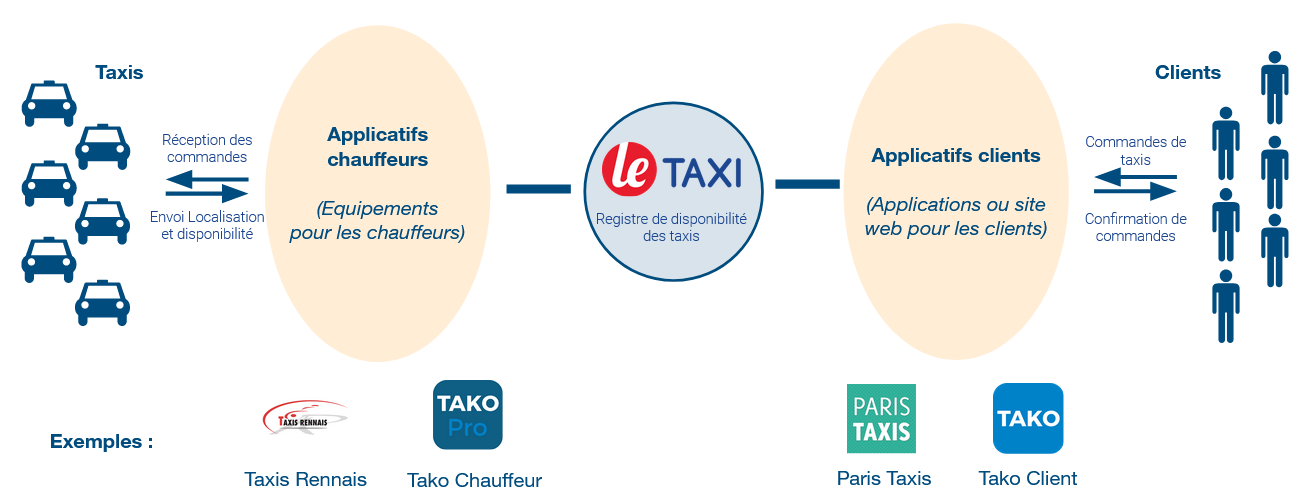 Taxis
Réception des
commandes
Envoi Localisation
et disponibilité
Applicatifs
chauffeurs
(Equipements
pour les chauffeurs)
le TAXI
Registre de disponibilité
des taxis
Applicatifs clients
(Applications ou site
web pour les clients)
Clients
Commandes de
taxis
Confirmation de
commandes
Exemples :
TAXIS RENNAIS
Taxis Rennais
TAKO
Pro
Tako Chauffeur
PARIS
TAXIS
Paris Taxis
TAKO
Tako Client